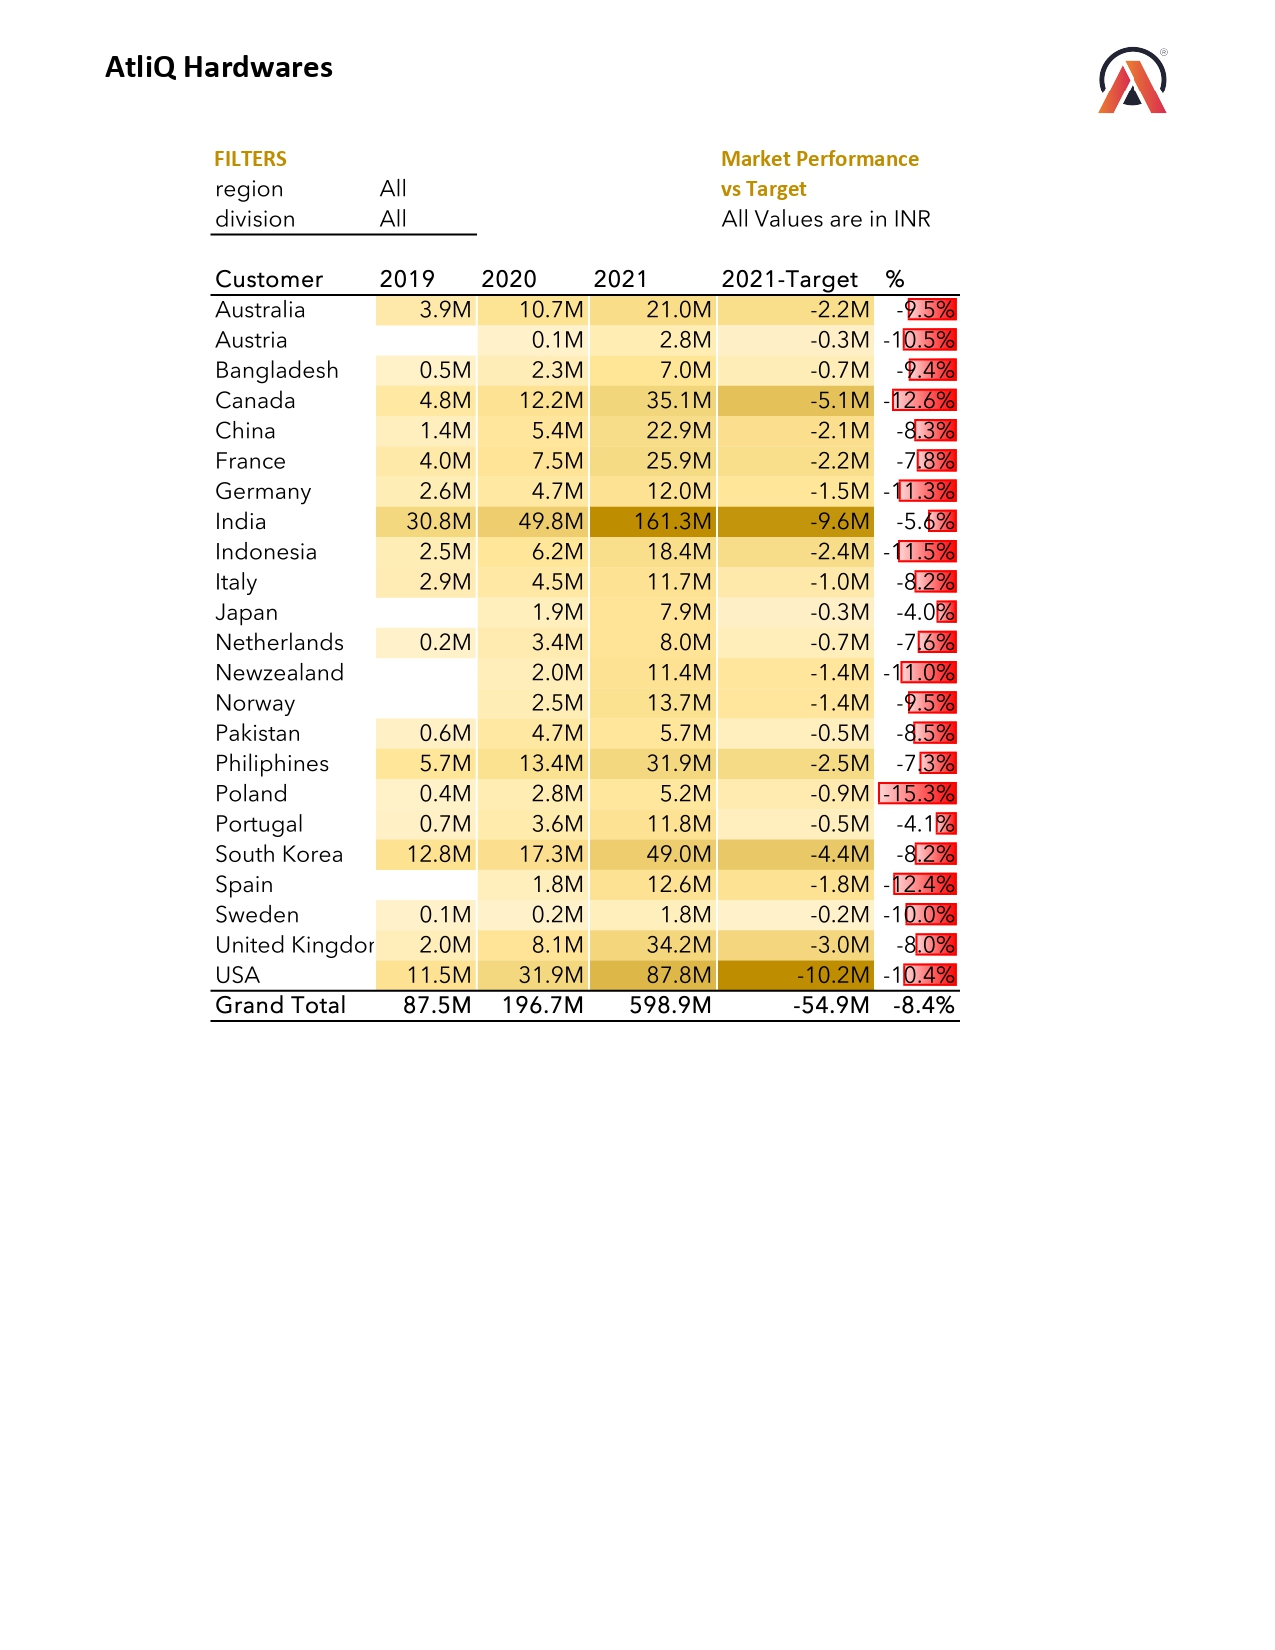 AtliQ Hardwares
®
FILTERS Market Performance
region All vs Target
division All All Values are in INR
Customer 2019 2020 2021 2021-Target %
Australia 3.9M 10.7M 21.0M -2.2M -9.5%
Austria 0.1M 2.8M -0.3M -10.5%
Bangladesh 0.5M 2.3M 7.0M -0.7M -9.4%
Canada 4.8M 12.2M 35.1M -5.1M -12.6%
China 1.4M 5.4M 22.9M -2.1M -8.3%
France 4.0M 7.5M 25.9M -2.2M -7.8%
Germany 2.6M 4.7M 12.0M -1.5M -11.3%
India 30.8M 49.8M 161.3M -9.6M -5.6%
Indonesia 2.5M 6.2M 18.4M -2.4M -11.5%
Italy 2.9M 4.5M 11.7M -1.0M -8.2%
Japan 1.9M 7.9M -0.3M -4.0%
Netherlands 0.2M 3.4M 8.0M -0.7M -7.6%
Newzealand 2.0M 11.4M -1.4M -11.0%
Norway 2.5M 13.7M -1.4M -9.5%
Pakistan 0.6M 4.7M 5.7M -0.5M -8.5%
Philiphines 5.7M 13.4M 31.9M -2.5M -7.3%
Poland 0.4M 2.8M 5.2M -0.9M -15.3%
Portugal 0.7M 3.6M 11.8M -0.5M -4.1%
South Korea 12.8M 17.3M 49.0M -4.4M -8.2%
Spain 1.8M 12.6M -1.8M -12.4%
Sweden 0.1M 0.2M 1.8M -0.2M -10.0%
United Kingdor 2.0M 8.1M 34.2M -3.0M -8.0%
USA 11.5M 31.9M 87.8M -10.2M -10.4%
Grand Total 87.5M 196.7M 598.9M -54.9M -8.4%